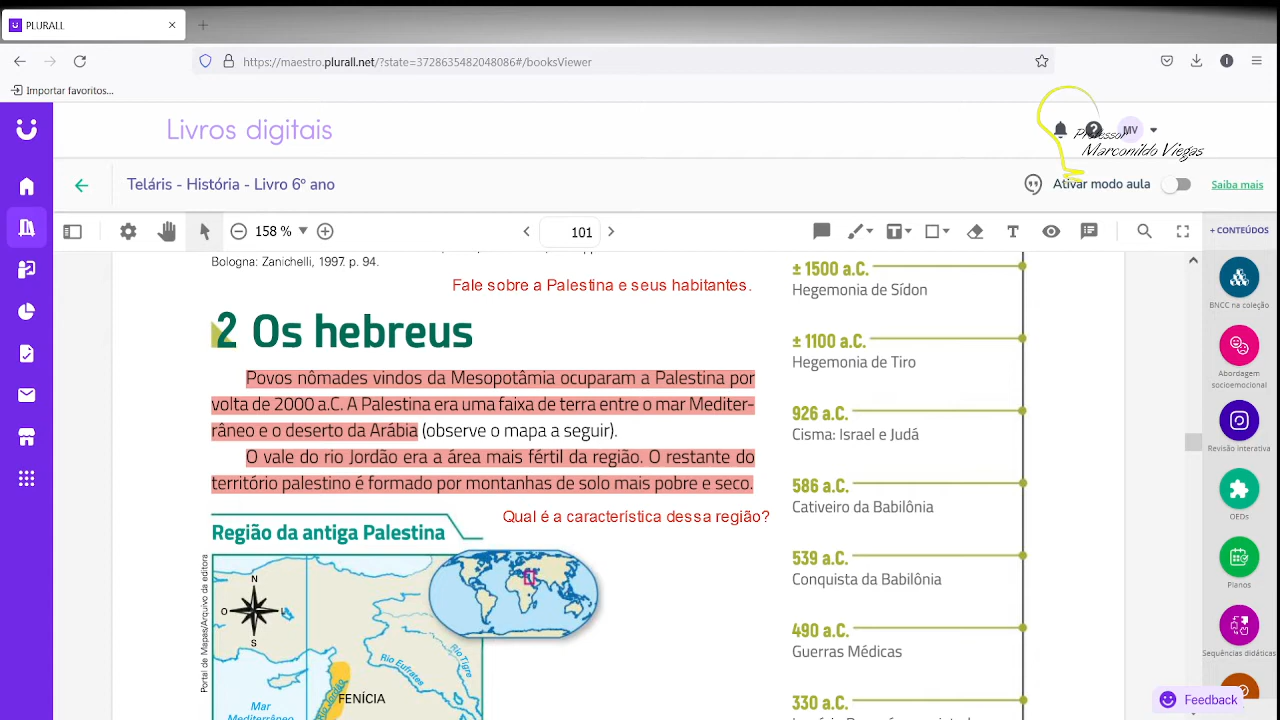 PLURALL
https://maestro.plurall.net/?state=3728635482048086#/booksViewer
Importar favoritos...
Livros digitais
MV
Professor
Marconildo Viégas
Teláris - História - Livro 6º ano
Ativar modo aula
Saiba mais
158 %
101
+ CONTEÚDOS
Bologna: Zanichelli, 1997. p. 94.
Fale sobre a Palestina e seus habitantes.
2 Os hebreus
Povos nômades vindos da Mesopotâmia ocuparam a Palestina por
volta de 2000 a.C. A Palestina era uma faixa de terra entre o mar Mediter-
râneo e o deserto da Arábia (observe o mapa a seguir).
O vale do rio Jordão era a área mais fértil da região. O restante do
território palestino é formado por montanhas de solo mais pobre e seco.
Qual é a característica dessa região?
Região da antiga Palestina
Portal de Mapas/Arquivo da editora
N
O
L
S
Rio Eufrates
Rio Tigre
FENÍCIA
Mar
Mediterrâneo
± 1500 a.C.
Hegemonia de Sídon
± 1100 a.C.
Hegemonia de Tiro
926 a.C.
Cisma: Israel e Judá
586 a.C.
Cativeiro da Babilônia
539 a.C.
Conquista da Babilônia
490 a.C.
Guerras Médicas
330 a.C.
BNCC na coleção
Abordagem
socioemocional
Revisão interativa
OEDs
Planos
Sequências didáticas
Feedback